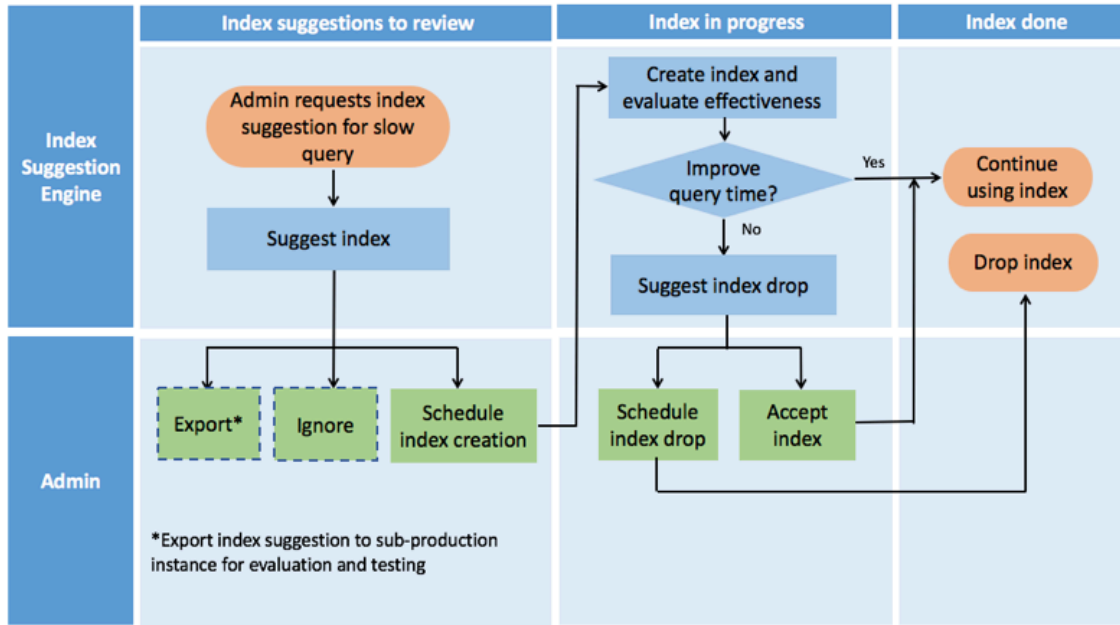 Index suggestions to review
Index in progress
Index done
Index
Suggestion
Engine
Admin requests index
suggestion for slow
query
Suggest index
Create index and
evaluate effectiveness
Improve
query time?
Yes
No
Suggest index drop
Continue
using index
Drop index
Admin
Export*
Ignore
Schedule
index creation
Schedule
index drop
Accept
index
*Export index suggestion to sub-production
instance for evaluation and testing